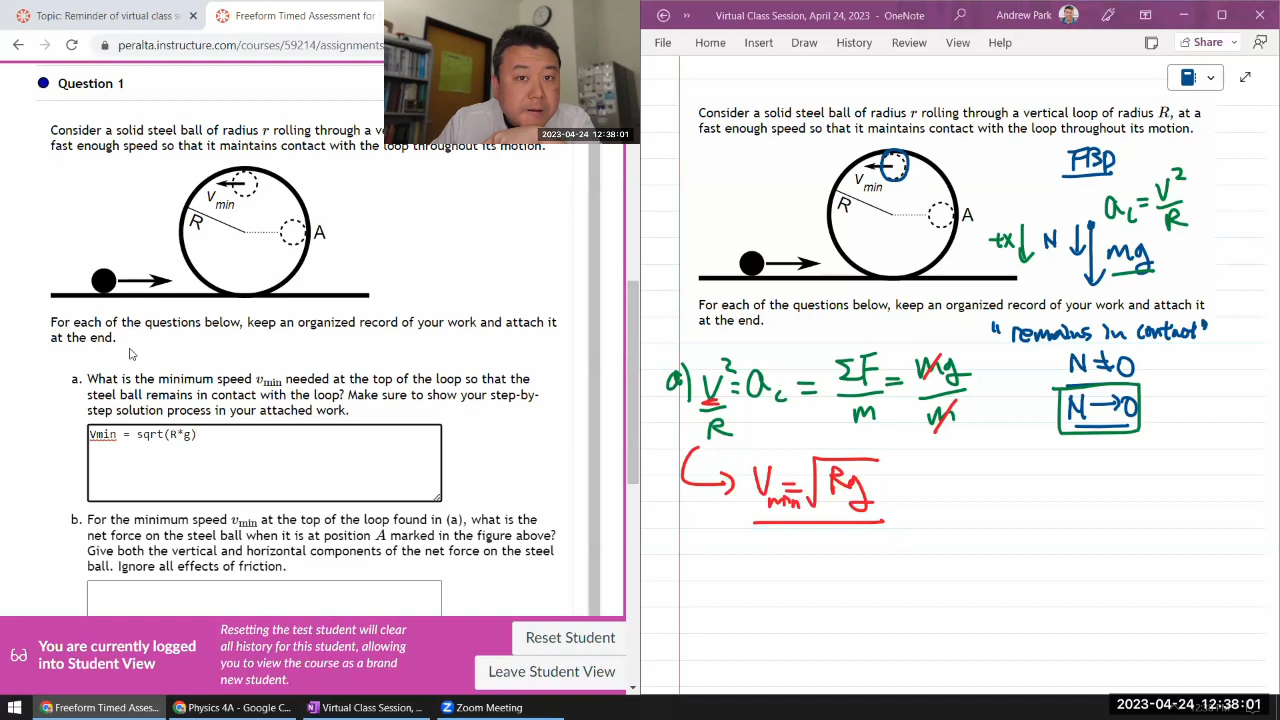 Topic: Reminder of virtual class s
Freeform Timed Assessment for
peralta.instructure.com/courses/59214/assignments
Question 1
Consider a solid steel ball of radius r rolling through a ve
fast enough speed so that it maintains contact with the loop throughout its motion.
Vmin
R
A
For each of the questions below, keep an organized record of your work and attach it
at the end.
a. What is the minimum speed vmin needed at the top of the loop so that the
steel ball remains in contact with the loop? Make sure to show your step-by-
step solution process in your attached work.
Vmin = sqrt(R*g)
b. For the minimum speed vmin at the top of the loop found in (a), what is the
net force on the steel ball when it is at position A marked in the figure above?
Give both the vertical and horizontal components of the net force on the steel
ball. Ignore all effects of friction.
You are currently logged
into Student View
Resetting the test student will clear
all history for this student, allowing
you to view the course as a brand
new student.
Reset Student
Leave Student View
2023-04-24 12:38:01
Virtual Class Session, April 24, 2023 - OneNote
Andrew Park
File Home Insert Draw History Review View Help
Share
Consider a solid steel ball of radius r rolling through a vertical loop of radius R, at a
fast enough speed so that it maintains contact with the loop throughout its motion.
Vmin
R
A
FBD
ac = v²/R
+x N mg
For each of the questions below, keep an organized record of your work and attach it
at the end.
"remains in contact"
N ≠ 0
N → 0
a) v²/R = ac = ΣF/m = mg/m
Vmin = √Rg
Freeform Timed Asses...
Physics 4A - Google C...
Virtual Class Session, ...
Zoom Meeting
2023-04-24 12:38:01